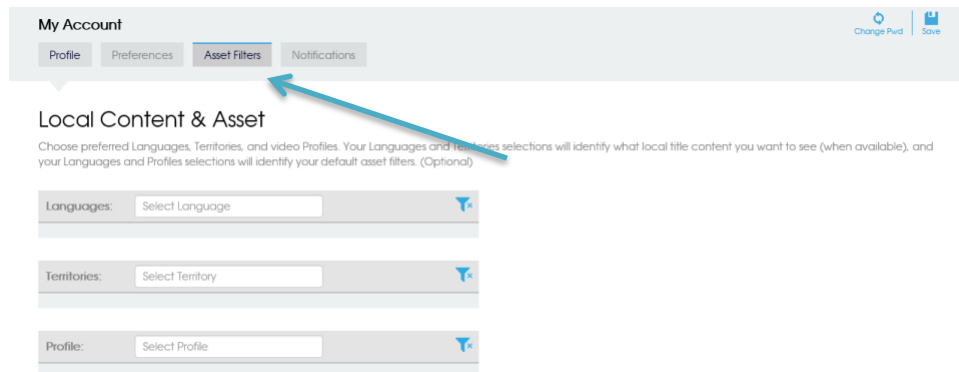 My Account
Change Pwd
Save
Profile
Preferences
Asset Filters
Notifications
Local Content & Asset
Choose preferred Languages, Territories, and video Profiles. Your Languages and Territories selections will identify what local title content you want to see (when available), and
your Languages and Profiles selections will identify your default asset filters. (Optional)
Languages: Select Language
Territories: Select Territory
Profile: Select Profile